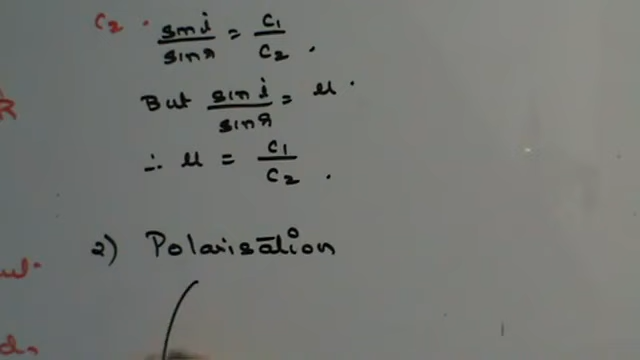 C₂. sin i / sin r = C₁ / C₂ .
But sin i / sin r = μ .
∴ μ = C₁ / C₂ .
2) Polarisation